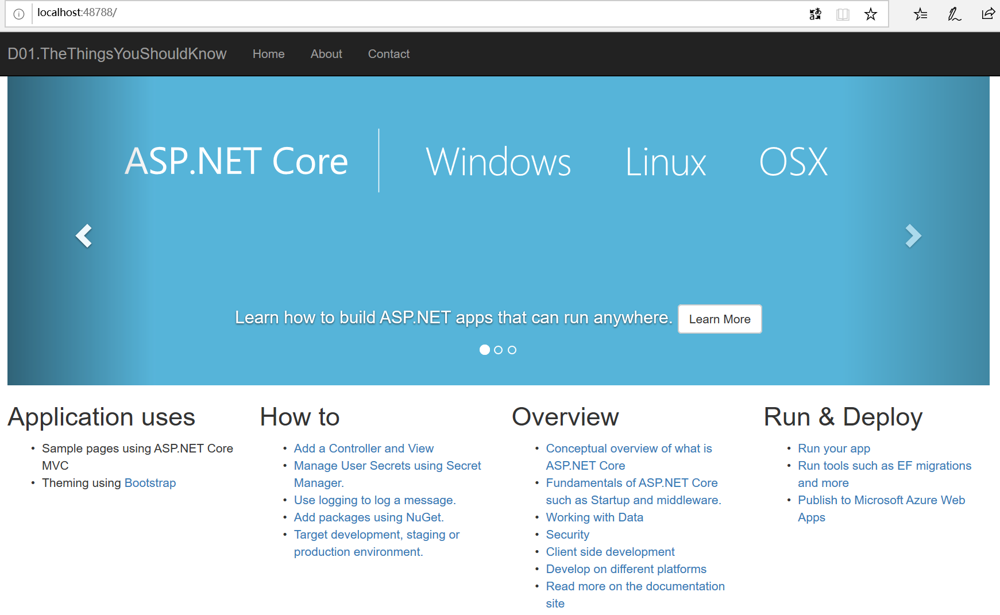 localhost:48788/
D01.TheThingsYouShouldKnow Home About Contact
ASP.NET Core Windows Linux OSX
Learn how to build ASP.NET apps that can run anywhere. Learn More
Application uses
• Sample pages using ASP.NET Core
MVC
• Theming using Bootstrap
How to
• Add a Controller and View
• Manage User Secrets using Secret
Manager.
• Use logging to log a message.
• Add packages using NuGet.
• Target development, staging or
production environment.
Overview
• Conceptual overview of what is
ASP.NET Core
• Fundamentals of ASP.NET Core
such as Startup and middleware.
• Working with Data
• Security
• Client side development
• Develop on different platforms
• Read more on the documentation
site
Run & Deploy
• Run your app
• Run tools such as EF migrations
and more
• Publish to Microsoft Azure Web
Apps